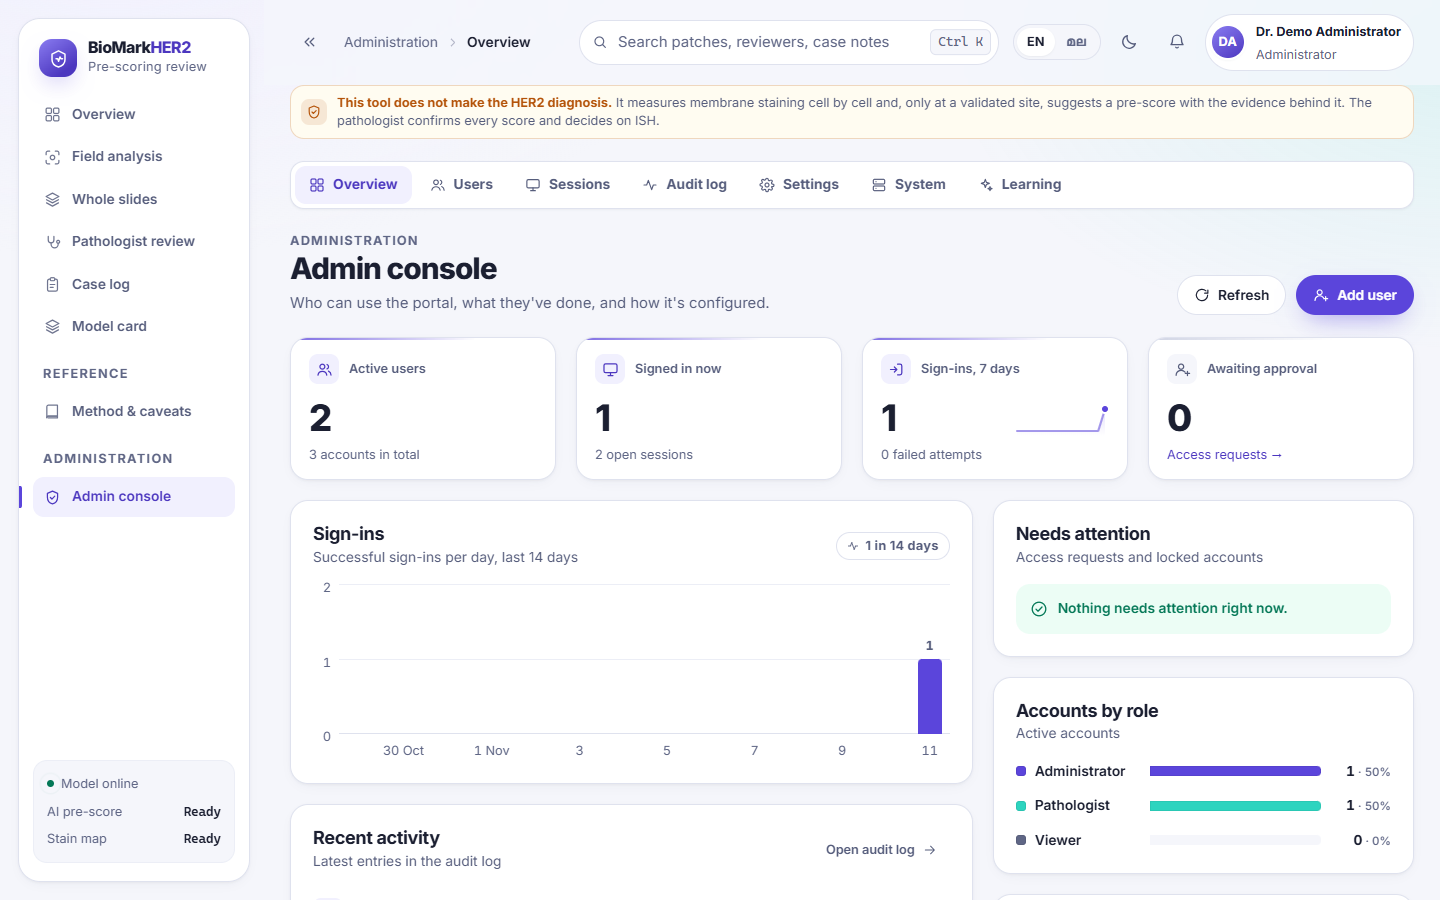 BioMarkHER2
Pre-scoring review
Overview
Field analysis
Whole slides
Pathologist review
Case log
Model card
REFERENCE
Method & caveats
ADMINISTRATION
Admin console
Model online
AI pre-score Ready
Stain map Ready
Administration > Overview
Search patches, reviewers, case notes
Ctrl K
EN മല
DA
Dr. Demo Administrator
Administrator
This tool does not make the HER2 diagnosis. It measures membrane staining cell by cell and, only at a validated site, suggests a pre-score with the evidence behind it. The
pathologist confirms every score and decides on ISH.
Overview Users Sessions Audit log Settings System Learning
ADMINISTRATION
Admin console
Who can use the portal, what they've done, and how it's configured.
Refresh
Add user
Active users
2
3 accounts in total
Signed in now
1
2 open sessions
Sign-ins, 7 days
1
0 failed attempts
Awaiting approval
0
Access requests →
Sign-ins
Successful sign-ins per day, last 14 days
1 in 14 days
2
1
0
1
30 Oct 1 Nov 3 5 7 9 11
Needs attention
Access requests and locked accounts
Nothing needs attention right now.
Accounts by role
Active accounts
Administrator 1 · 50%
Pathologist 1 · 50%
Viewer 0 · 0%
Recent activity
Latest entries in the audit log
Open audit log →